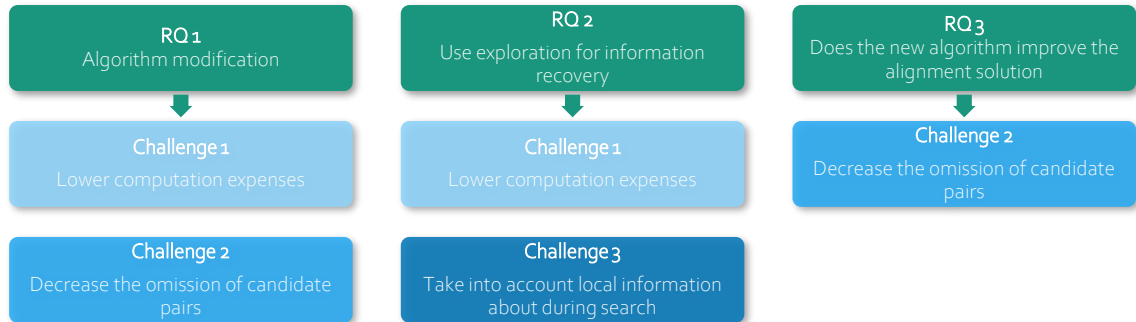 RQ 1
Algorithm modification
Challenge 1
Lower computation expenses
Challenge 2
Decrease the omission of candidate
pairs
RQ 2
Use exploration for information
recovery
Challenge 1
Lower computation expenses
Challenge 3
Take into account local information
about during search
RQ 3
Does the new algorithm improve the
alignment solution
Challenge 2
Decrease the omission of candidate
pairs